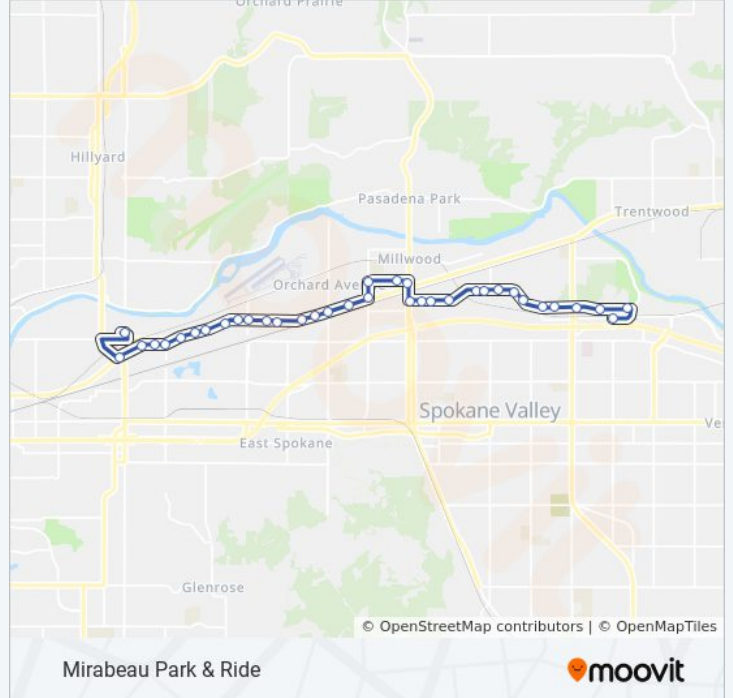 Orchard Prairie
Hillyard
Pasadena Park
Trentwood
Millwood
Orchard Ave
Spokane Valley
Ve
East Spokane
Glenrose
© OpenStreetMap contributors | © OpenMapTiles
Mirabeau Park & Ride
moovit